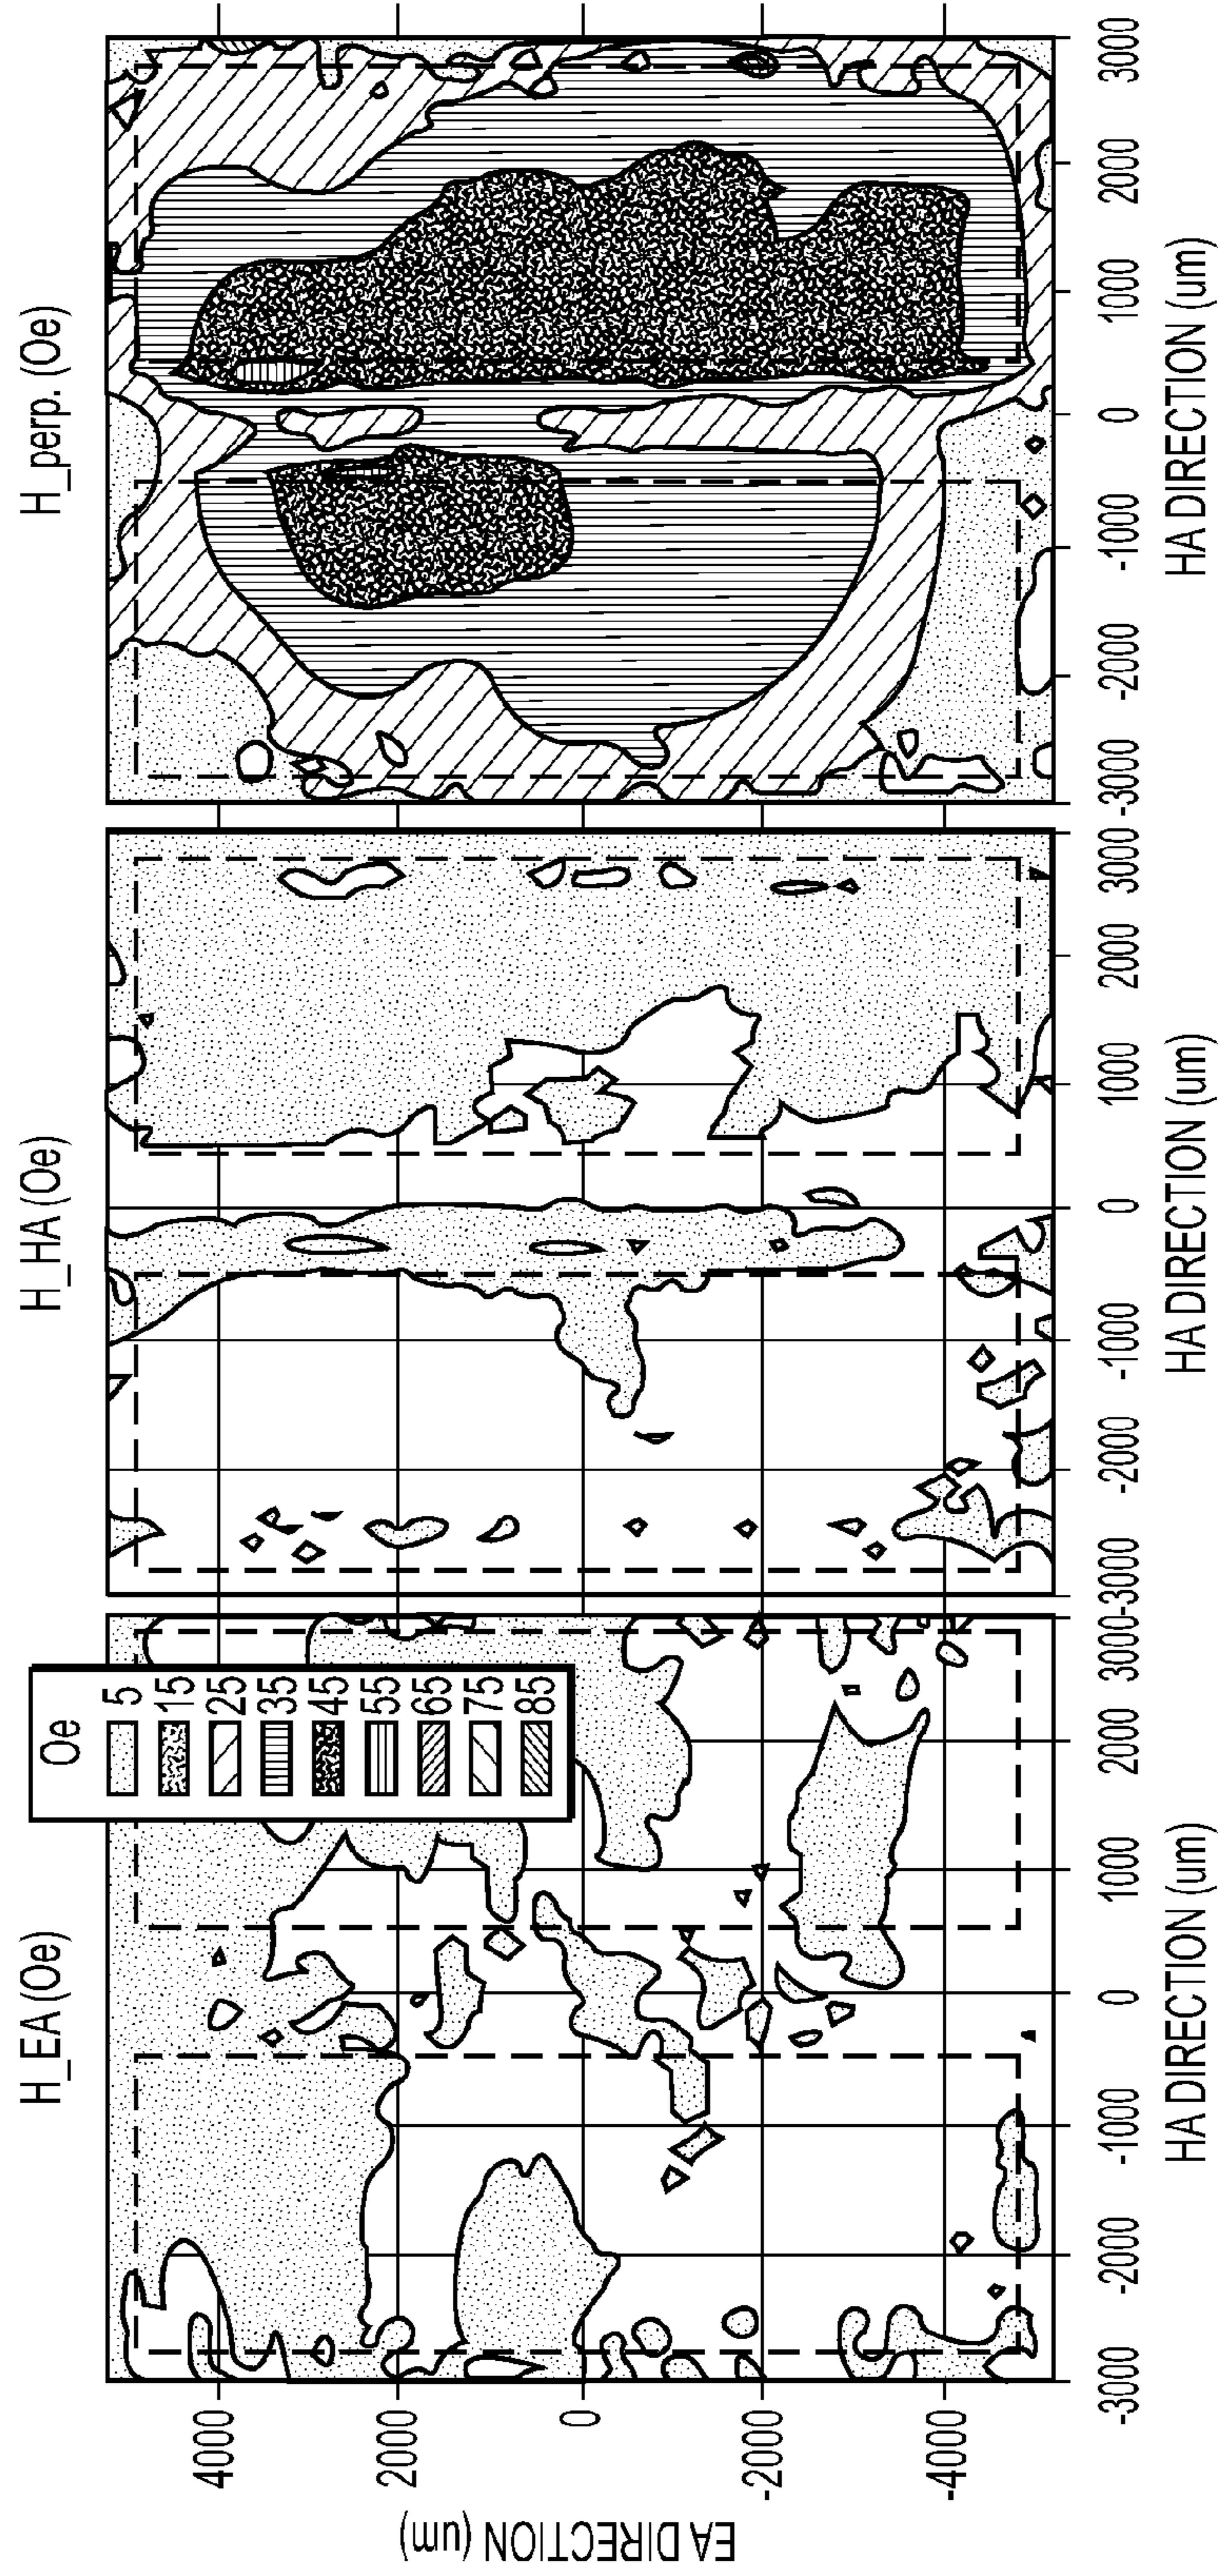 H_EA (Oe)
H_HA (Oe)
H_perp. (Oe)
Oe
5
15
25
35
45
55
65
75
85
EA DIRECTION (um)
4000
2000
0
-2000
-4000
-3000 -2000 -1000 0 1000 2000 3000
-3000 -2000 -1000 0 1000 2000 3000
-3000 -2000 -1000 0 1000 2000 3000
HA DIRECTION (um)
HA DIRECTION (um)
HA DIRECTION (um)